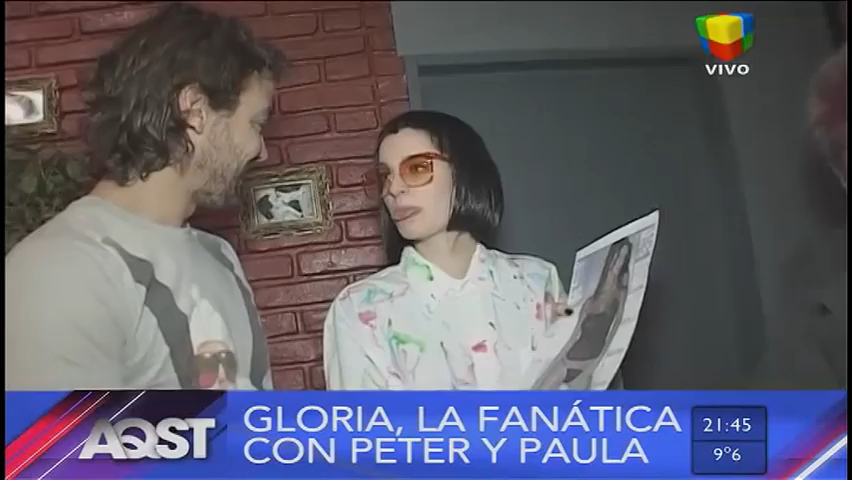 VIVO
AQST
GLORIA, LA FANÁTICA
CON PETER Y PAULA
21:45
9°6